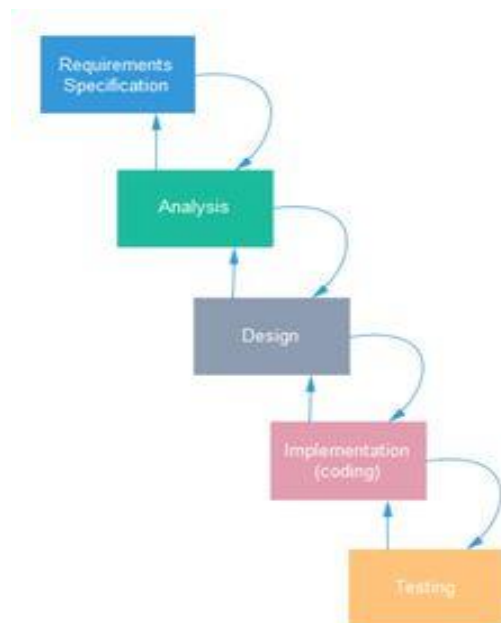 Requirements
Specification
Analysis
Design
Implementation
(coding)
Testing